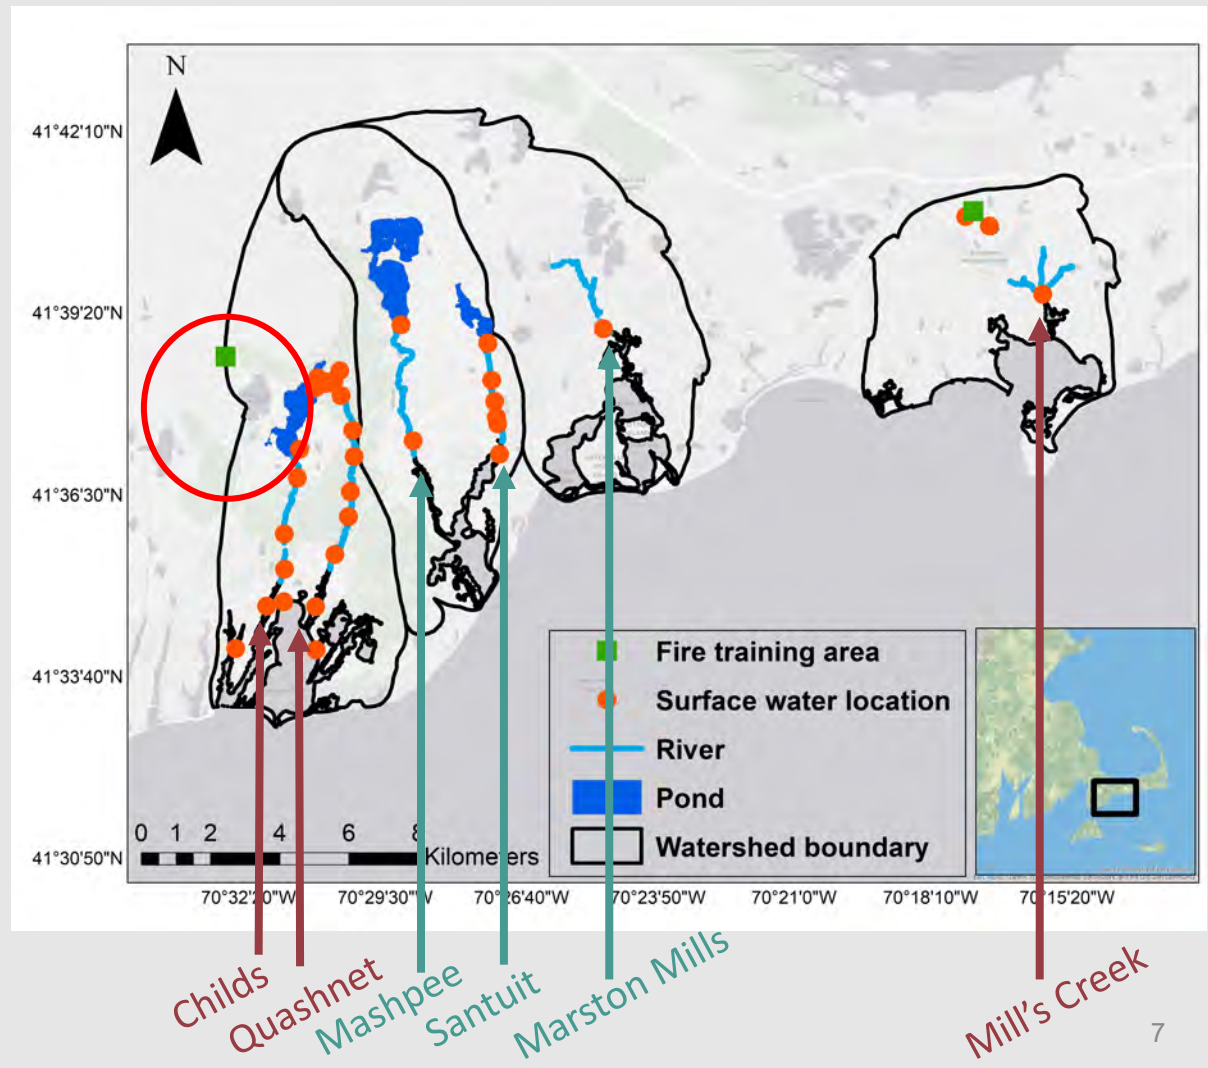 N
41°42'10"N
41°39'20"N
41°36'30"N
41°33'40"N
41°30'50"N
Fire training area
Surface water location
River
Pond
Watershed boundary
0 1 2 4 6 8
Kilometers
70°32'20"W 70°29'30"W 70°26'40"W 70°23'50"W 70°21'0"W 70°18'10"W 70°15'20"W
Childs
Quashnet
Mashpee
Santuit
Marston Mills
Mill's Creek
7